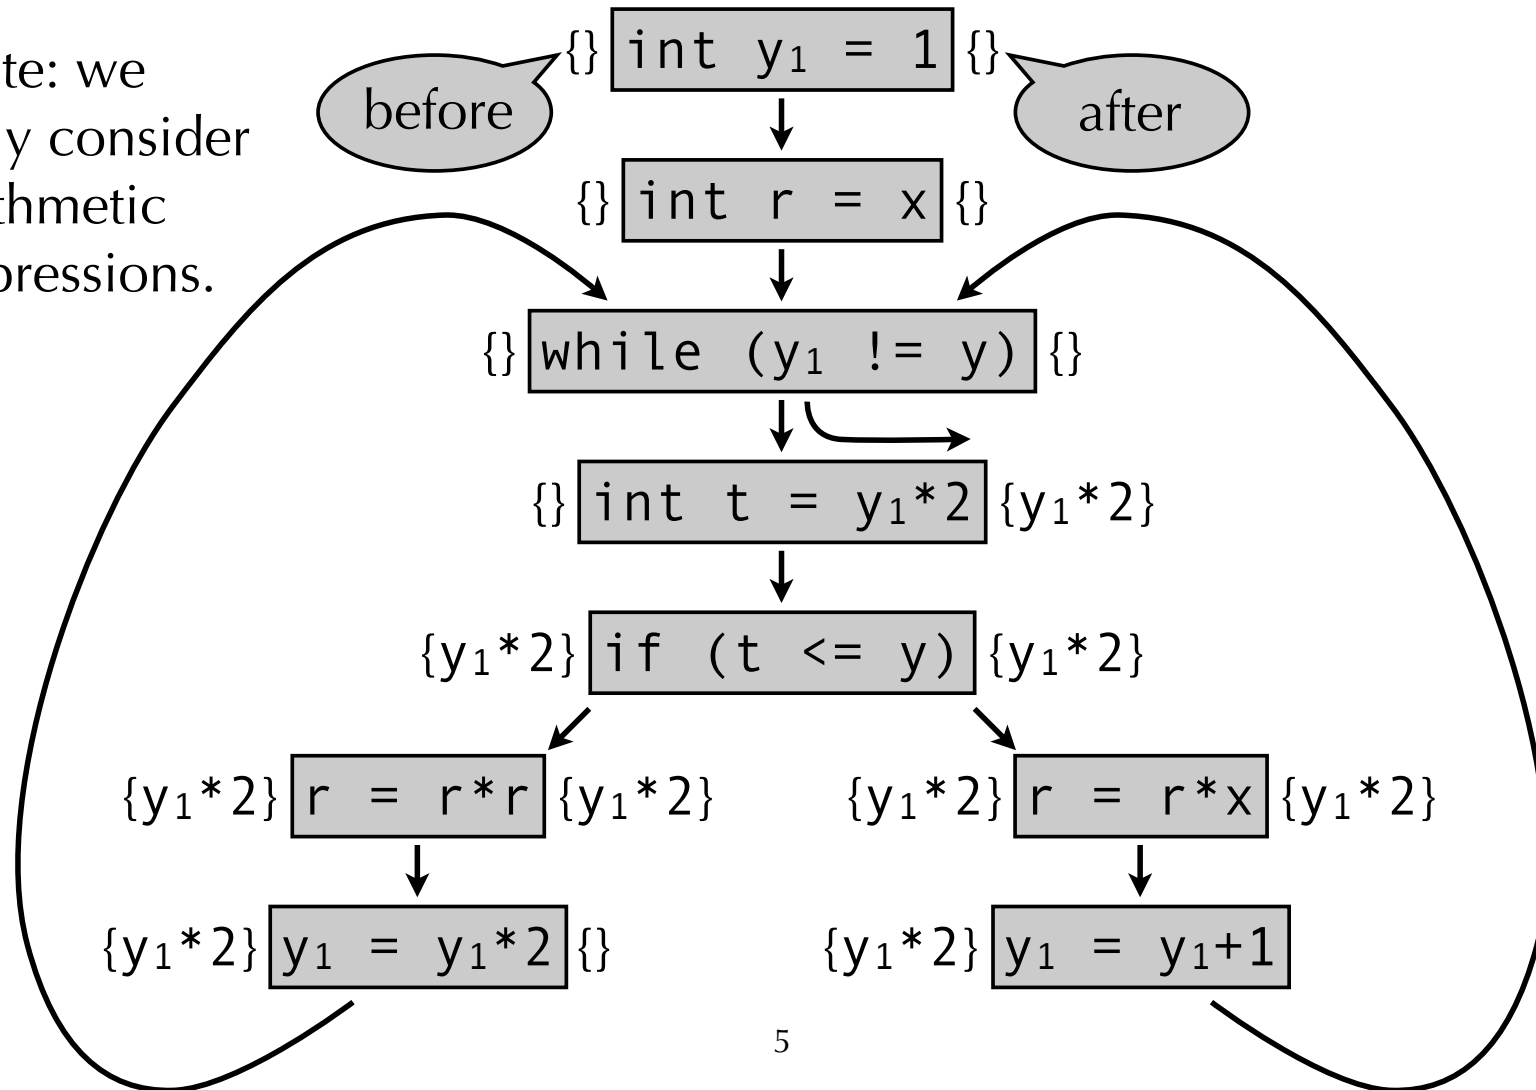 te: we
y consider
thmetic
pressions.
before
after
{} int y₁ = 1 {}
{} int r = x {}
{} while (y₁ != y) {}
{} int t = y₁*2 {y₁*2}
{y₁*2} if (t <= y) {y₁*2}
{y₁*2} r = r*r {y₁*2}
{y₁*2} r = r*x {y₁*2}
{y₁*2} y₁ = y₁*2 {}
{y₁*2} y₁ = y₁+1
5